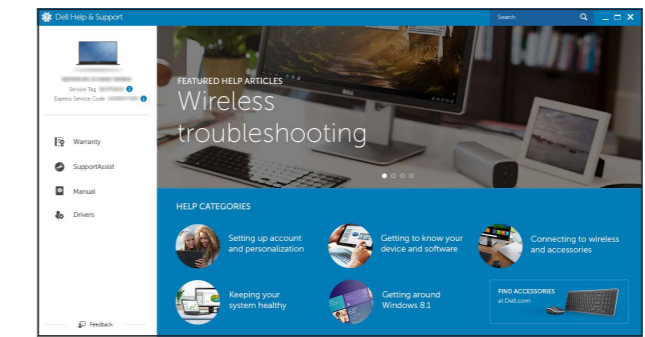 Dell Help & Support
Search
Service Tag
Express Service Code
Warranty
SupportAssist
Manual
Drivers
Feedback
FEATURED HELP ARTICLES
Wireless
troubleshooting
HELP CATEGORIES
Setting up account
and personalization
Getting to know your
device and software
Connecting to wireless
and accessories
Keeping your
system healthy
Getting around
Windows 8.1
FIND ACCESSORIES
at Dell.com